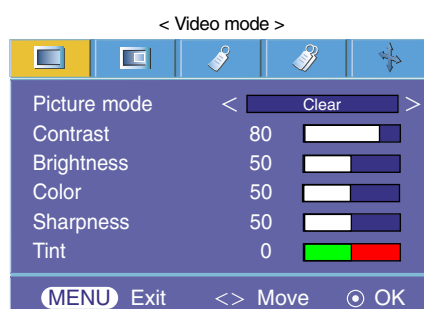 < Video mode >
Picture mode < Clear >
Contrast 80
Brightness 50
Color 50
Sharpness 50
Tint 0
MENU Exit <> Move ⊙ OK